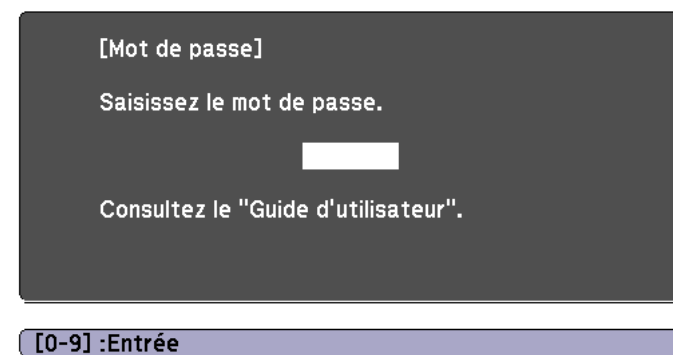 [Mot de passe]
Saisissez le mot de passe.
Consultez le "Guide d'utilisateur".
[0-9] :Entrée